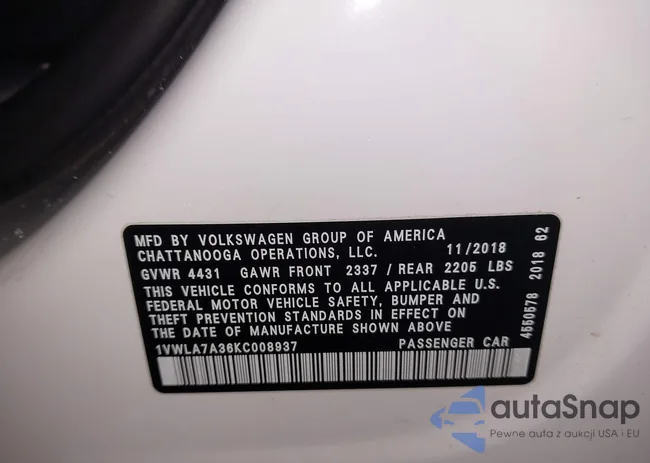 MFD BY VOLKSWAGEN GROUP OF AMERICA
CHATTANOOGA OPERATIONS, LLC. 11/2018
GVWR 4431 GAWR FRONT 2337 / REAR 2205 LBS
THIS VEHICLE CONFORMS TO ALL APPLICABLE U.S.
FEDERAL MOTOR VEHICLE SAFETY, BUMPER AND
THEFT PREVENTION STANDARDS IN EFFECT ON
THE DATE OF MANUFACTURE SHOWN ABOVE
1VWLA7A36KC008937 PASSENGER CAR
4550578 2018 62
autaSnap
Pewne auta z aukcji USA i EU